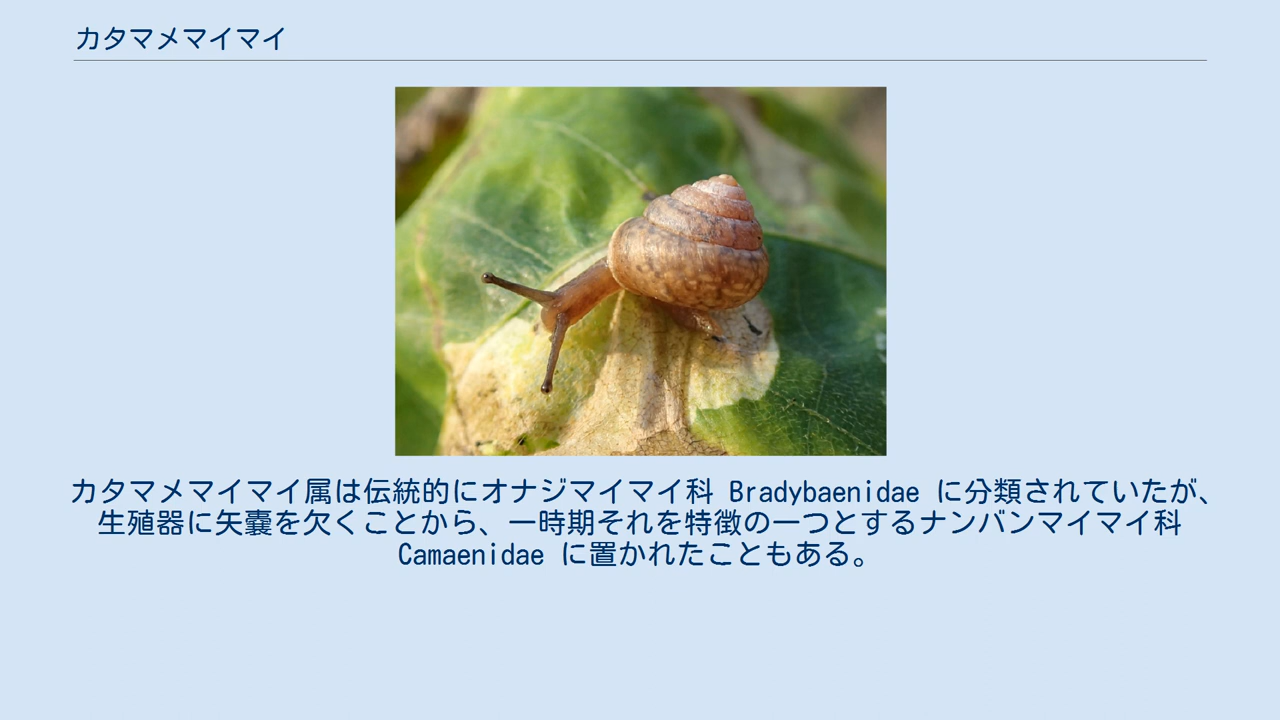 カタマメマイマイ
カタマメマイマイ属は伝統的にオナジマイマイ科 Bradybaenidae に分類されていたが、
生殖器に矢嚢を欠くことから、一時期それを特徴の一つとするナンバンマイマイ科
Camaenidae に置かれたこともある。